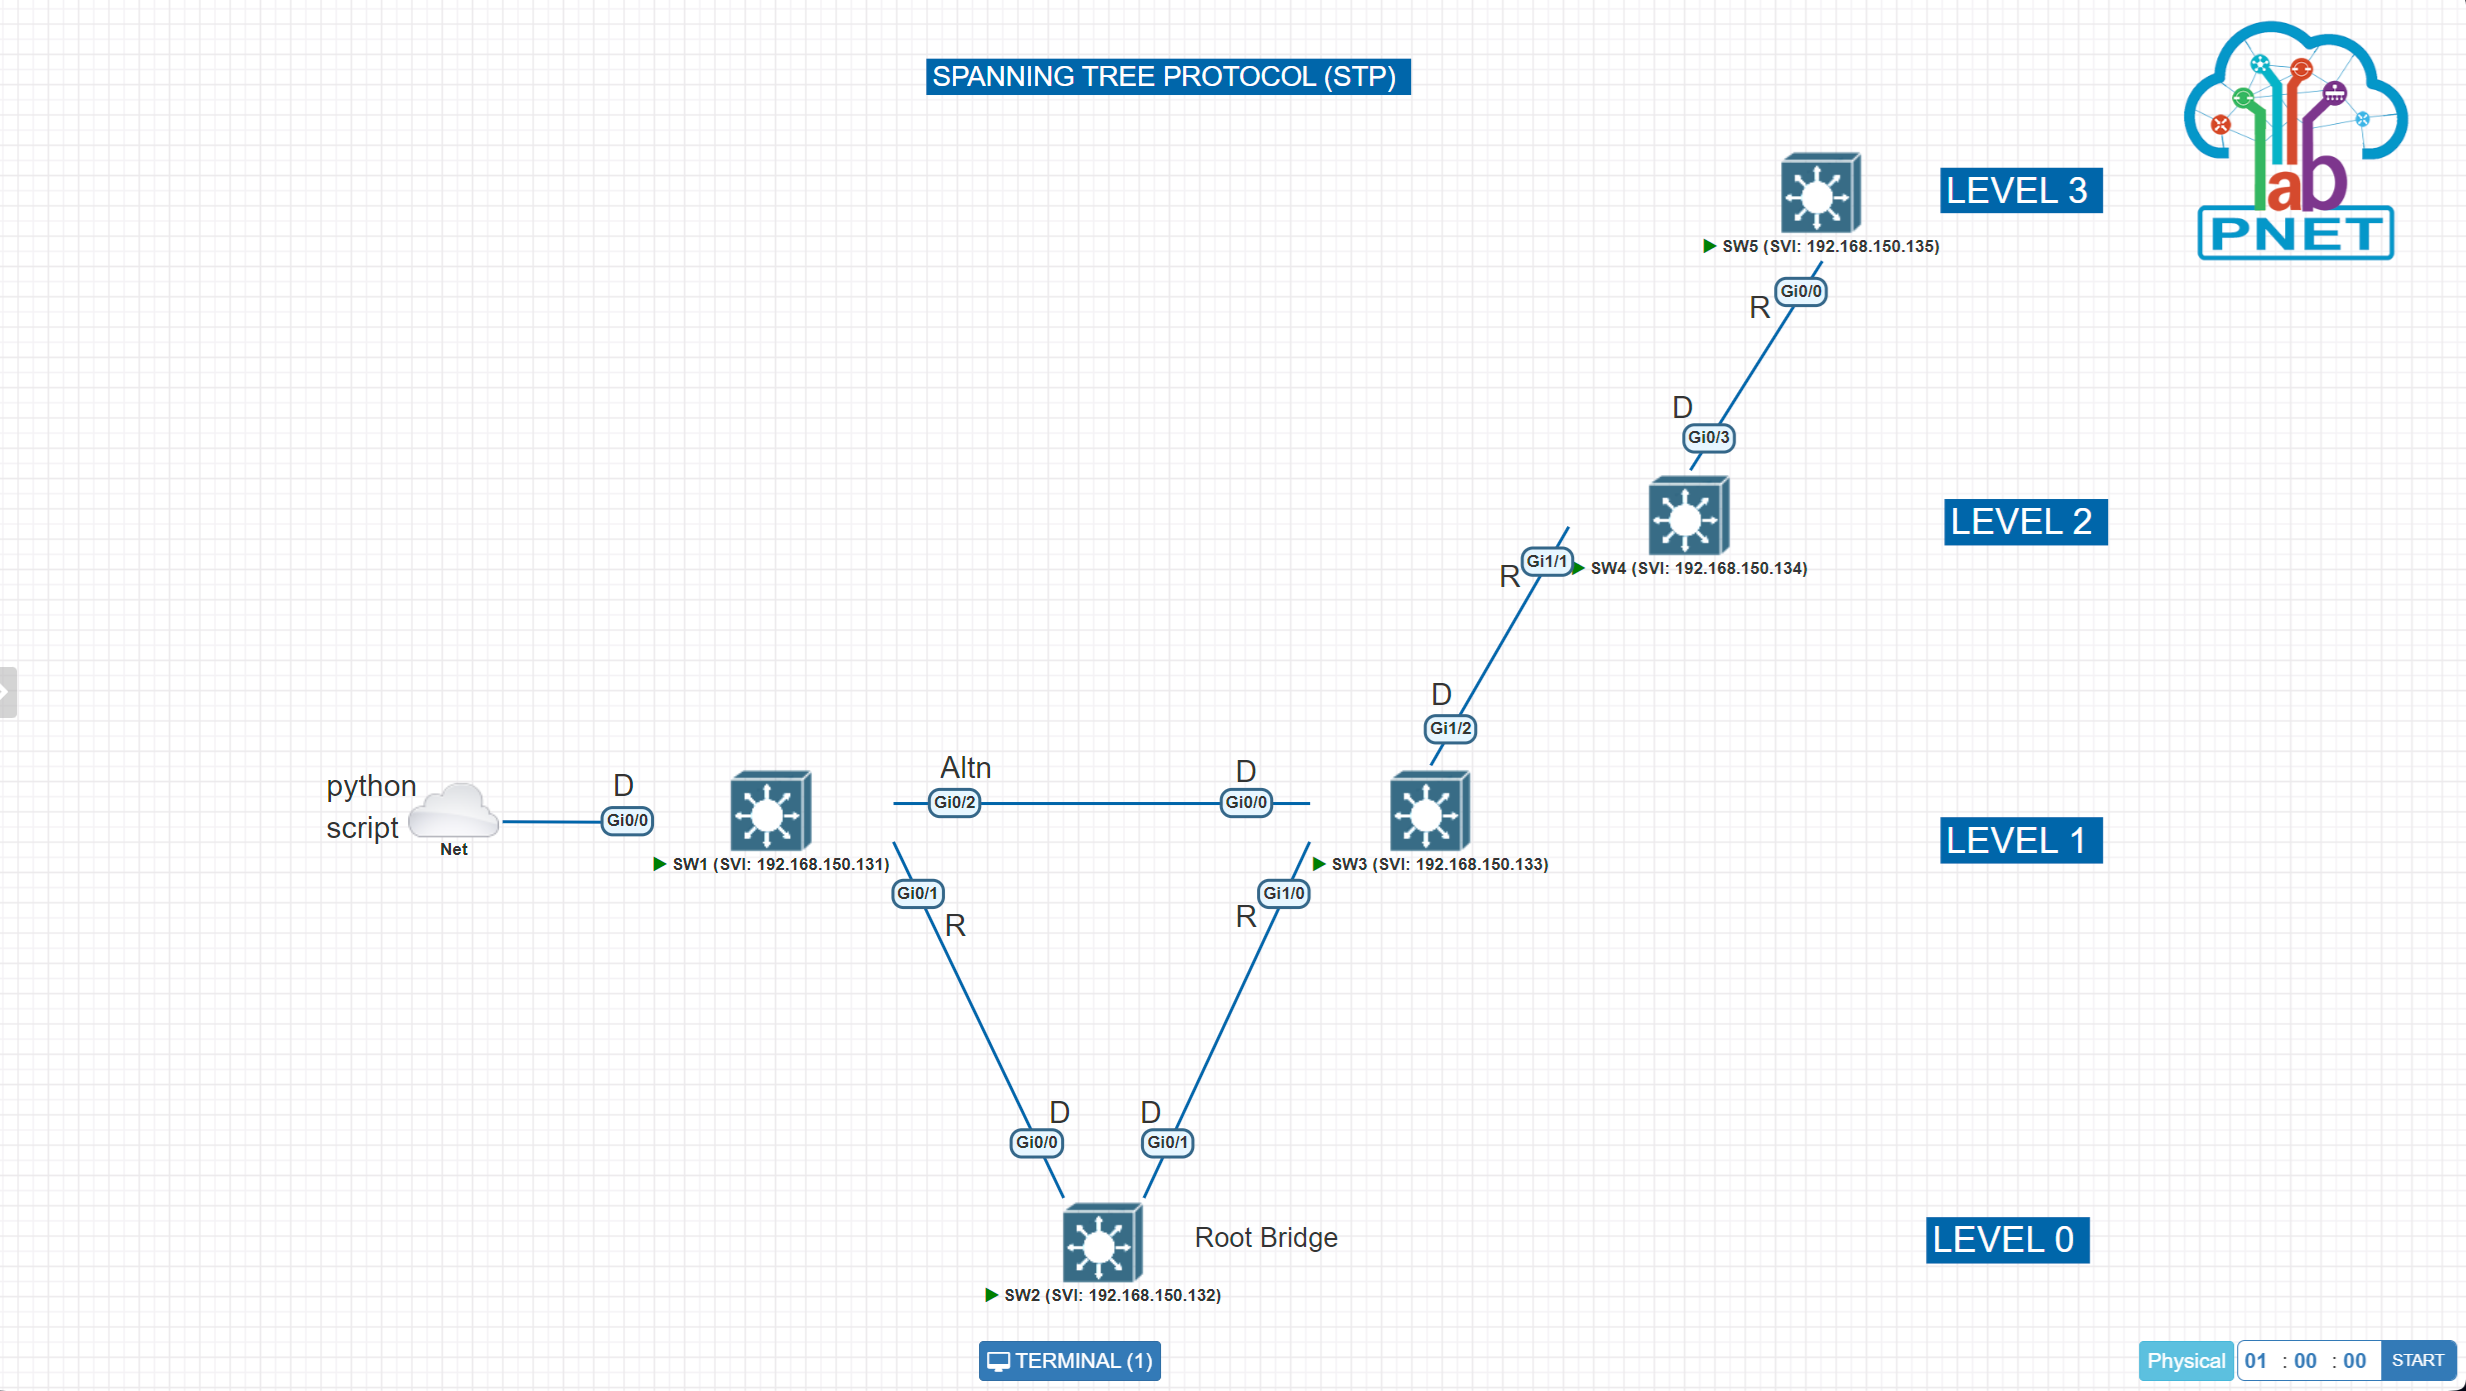 SPANNING TREE PROTOCOL (STP)
lab
PNET
LEVEL 3
SW5 (SVI: 192.168.150.135)
Gi0/0
R
D
Gi0/3
LEVEL 2
Gi1/1
R
SW4 (SVI: 192.168.150.134)
D
Gi1/2
python
script
Net
D
Gi0/0
Altn
Gi0/2
D
Gi0/0
LEVEL 1
SW1 (SVI: 192.168.150.131)
SW3 (SVI: 192.168.150.133)
Gi0/1
R
Gi1/0
R
D
Gi0/0
D
Gi0/1
Root Bridge
LEVEL 0
SW2 (SVI: 192.168.150.132)
TERMINAL (1)
Physical
01 : 00 : 00
START